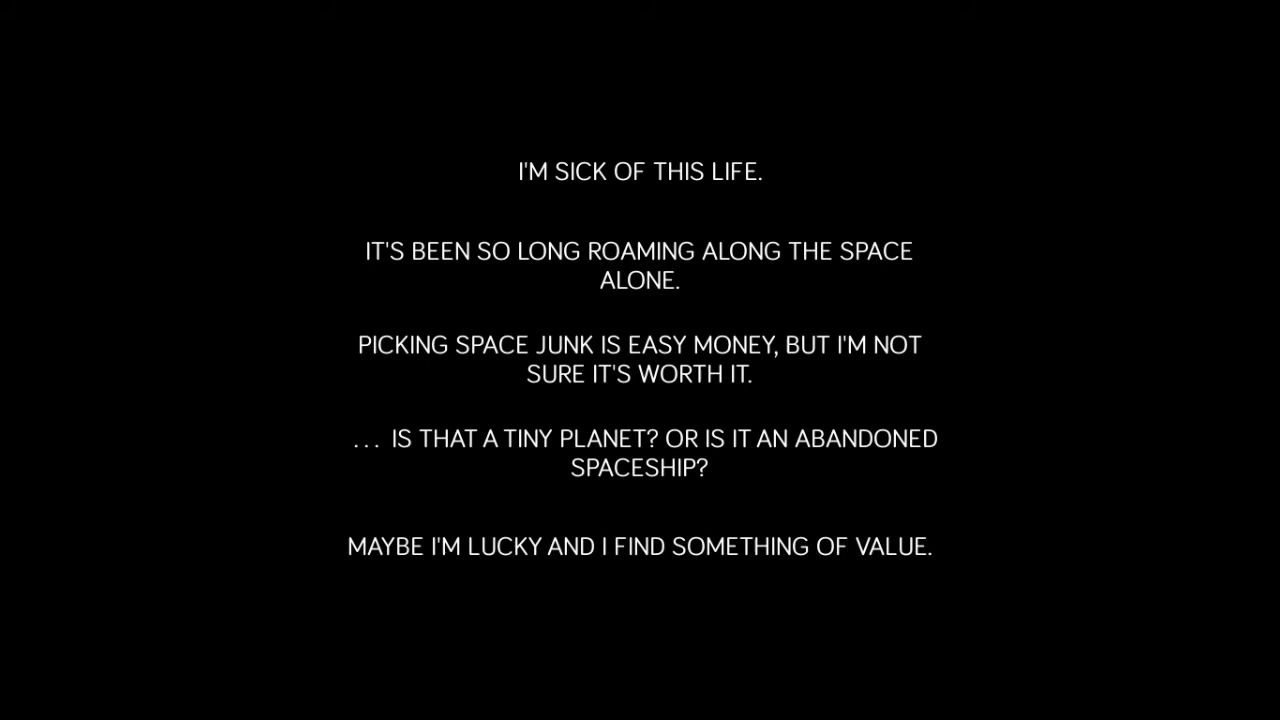 I'M SICK OF THIS LIFE.
IT'S BEEN SO LONG ROAMING ALONG THE SPACE
ALONE.
PICKING SPACE JUNK IS EASY MONEY, BUT I'M NOT
SURE IT'S WORTH IT.
... IS THAT A TINY PLANET? OR IS IT AN ABANDONED
SPACESHIP?
MAYBE I'M LUCKY AND I FIND SOMETHING OF VALUE.